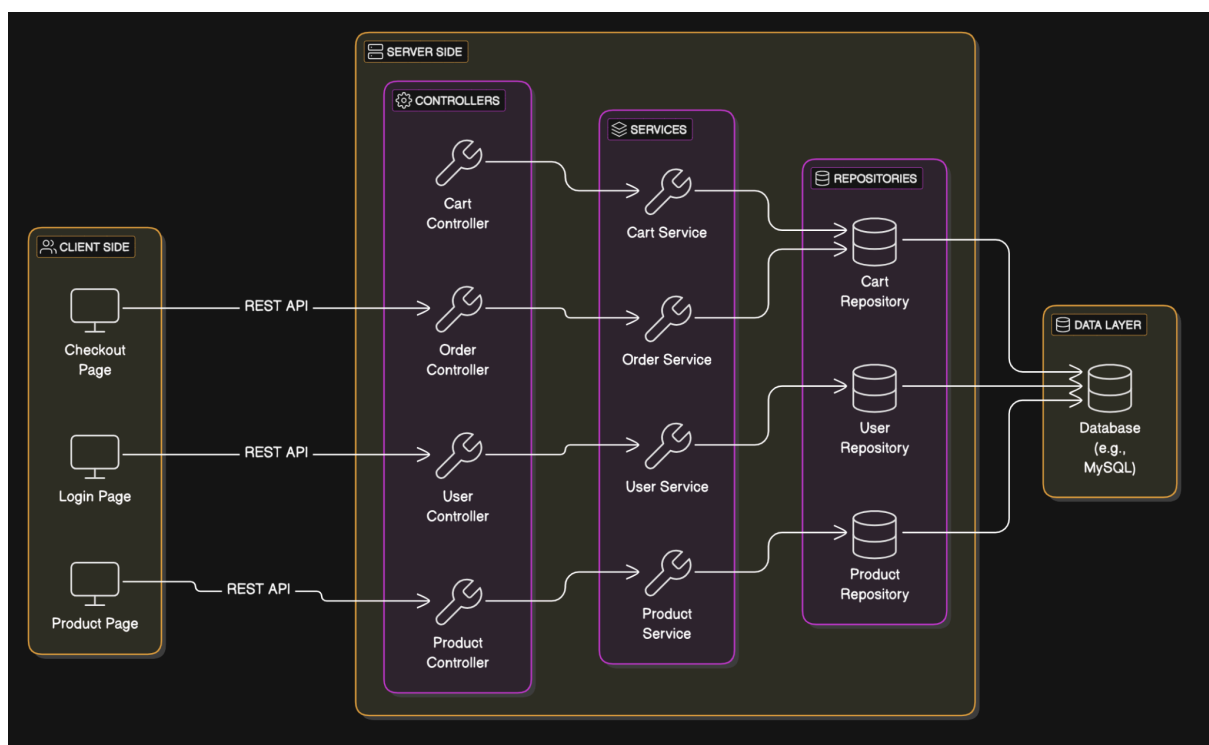 SERVER SIDE
CONTROLLERS
Cart
Controller
Order
Controller
User
Controller
Product
Controller
SERVICES
Cart Service
Order Service
User Service
Product
Service
REPOSITORIES
Cart
Repository
User
Repository
Product
Repository
CLIENT SIDE
Checkout
Page
Login Page
Product Page
REST API
REST API
REST API
DATA LAYER
Database
(e.g.,
MySQL)